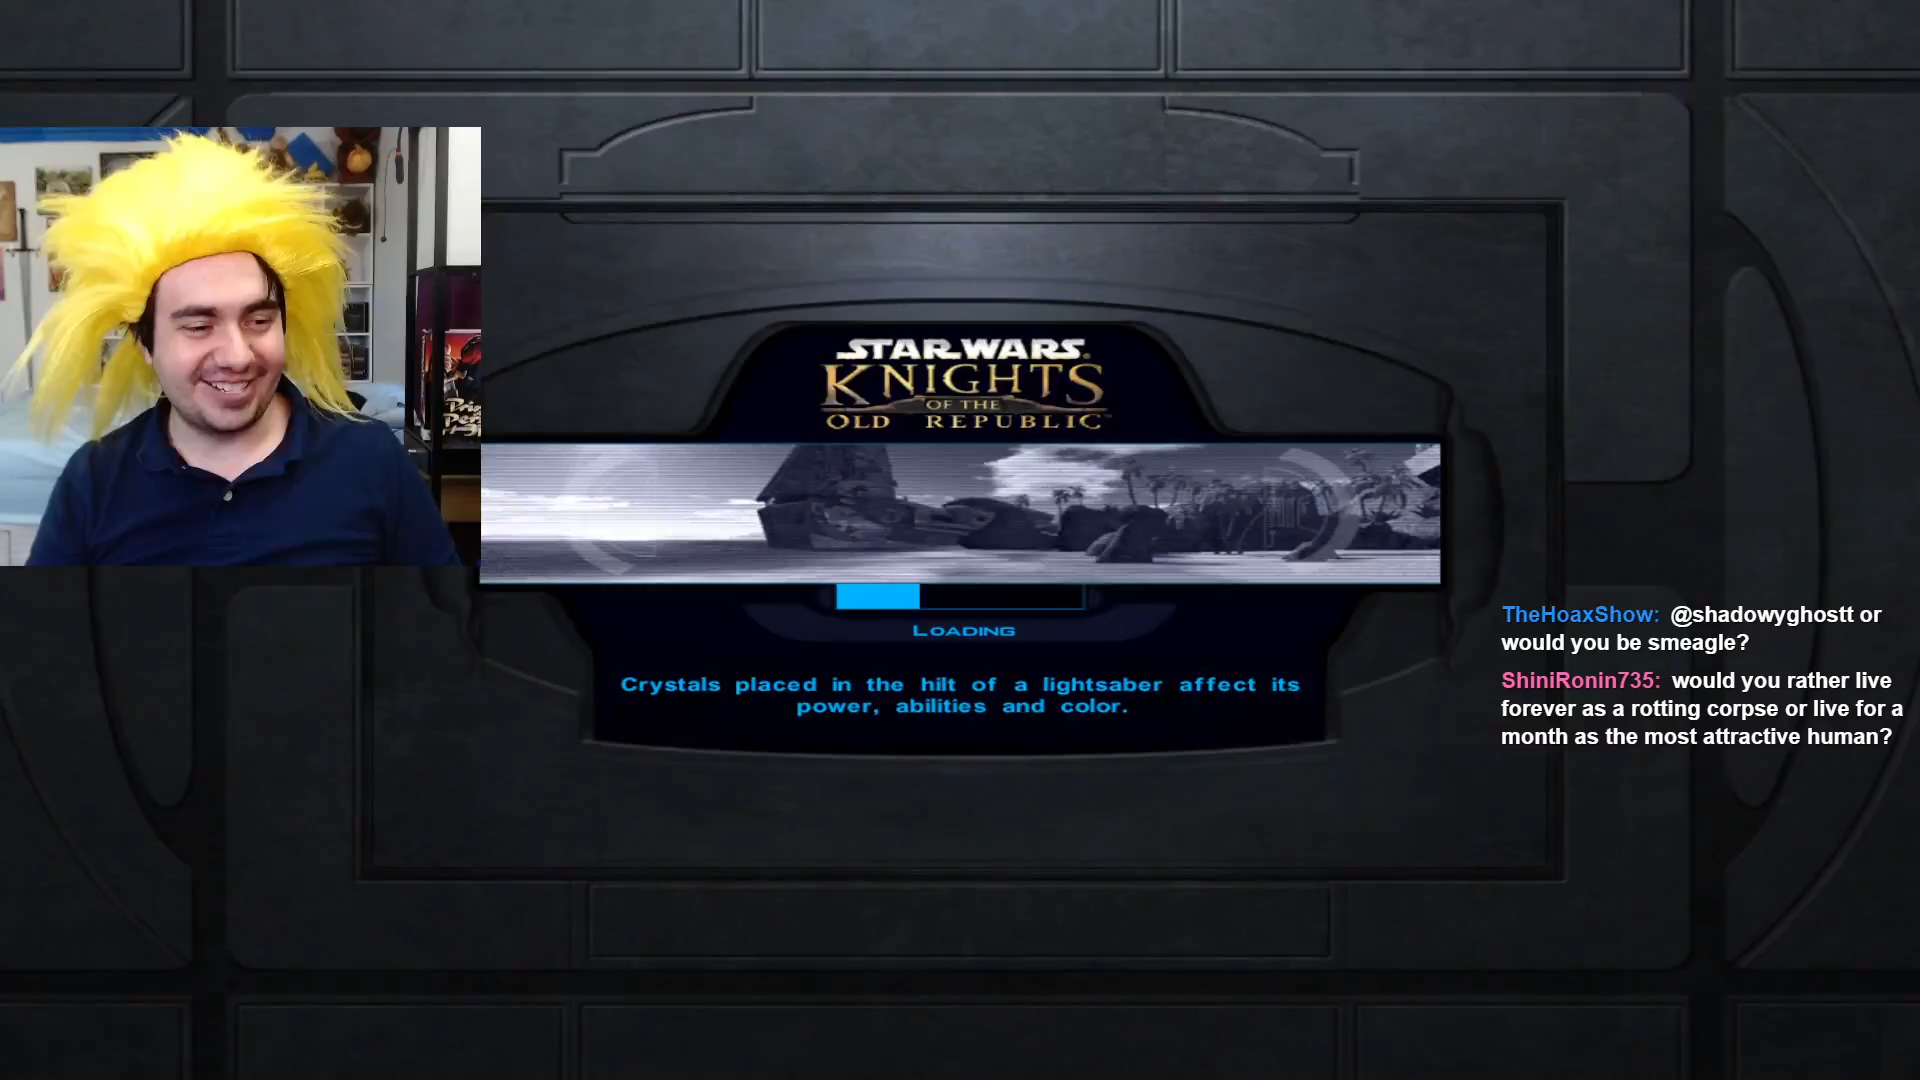 STAR WARS
KNIGHTS
OF THE
OLD REPUBLIC™
LOADING
Crystals placed in the hilt of a lightsaber affect its
power, abilities and color.
TheHoaxShow: @shadowyghostt or
would you be smeagle?
ShiniRonin735: would you rather live
forever as a rotting corpse or live for a
month as the most attractive human?